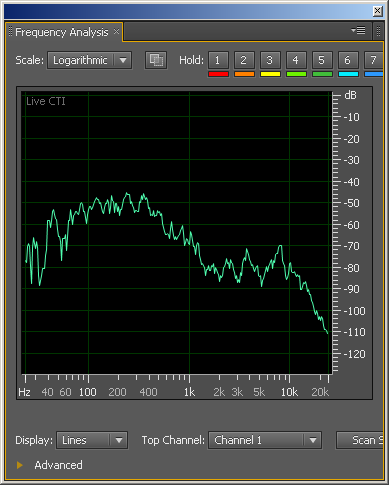 Frequency Analysis ×
Scale: Logarithmic Hold: 1 2 3 4 5 6 7
Live CTI
dB
-10
-20
-30
-40
-50
-60
-70
-80
-90
-100
-110
-120
Hz 40 60 100 200 400 1k 2k 3k 5k 10k 20k
Display: Lines Top Channel: Channel 1 Scan S
Advanced